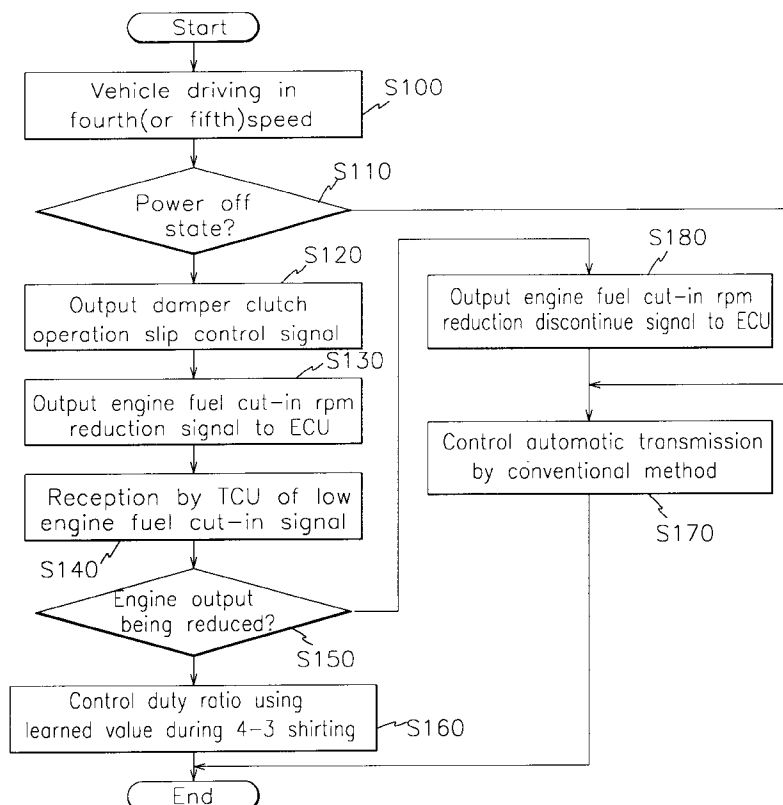 Start
Vehicle driving in
fourth(or fifth)speed
S100
Power off
state?
S110
Output damper clutch
operation slip control signal
S120
Output engine fuel cut-in rpm
reduction signal to ECU
S130
Reception by TCU of low
engine fuel cut-in signal
S140
Engine output
being reduced?
S150
Control duty ratio using
learned value during 4-3 shirting
S160
End
S180
Output engine fuel cut-in rpm
reduction discontinue signal to ECU
Control automatic transmission
by conventional method
S170